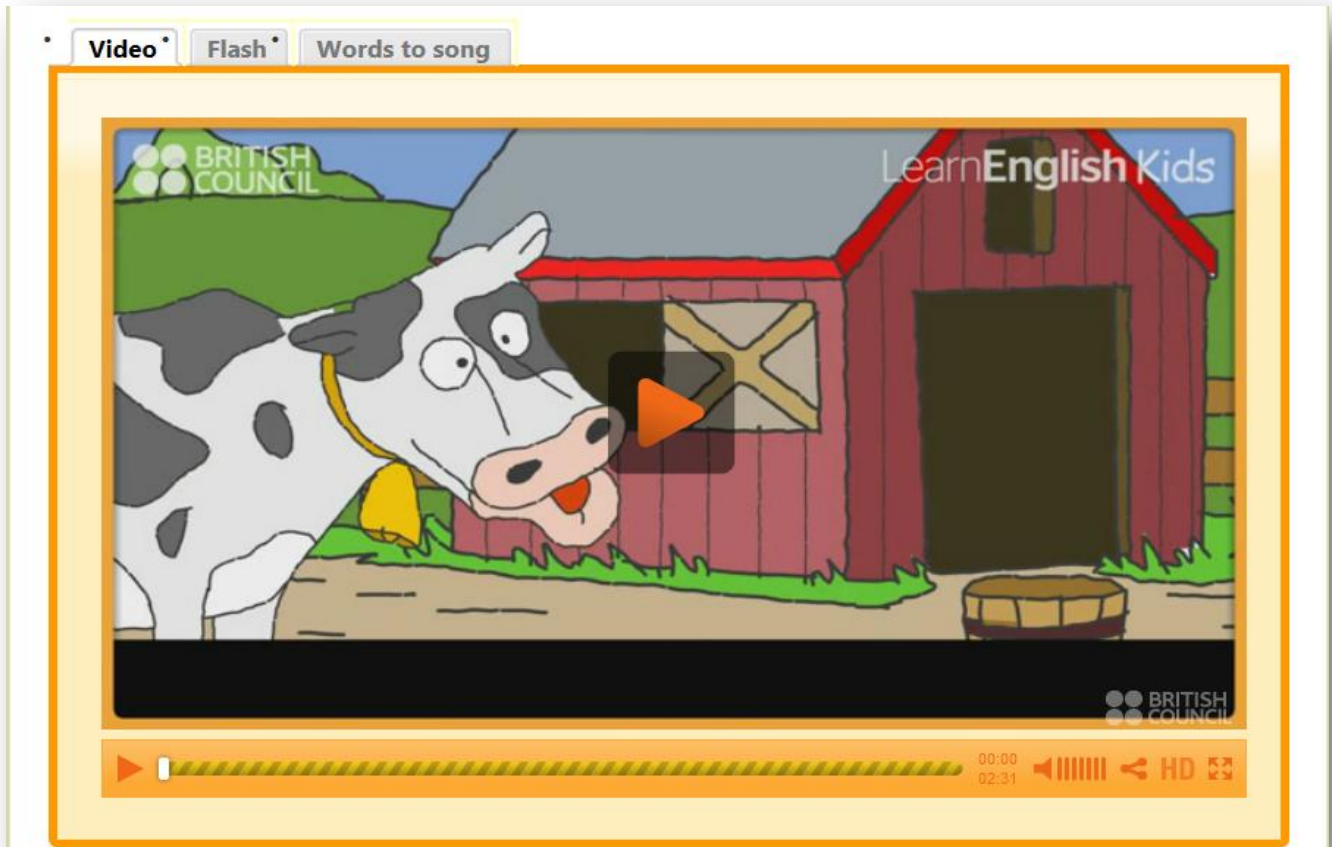 Video
Flash
Words to song
BRITISH
COUNCIL
LearnEnglish Kids
BRITISH
COUNCIL
00:00
02:31
HD